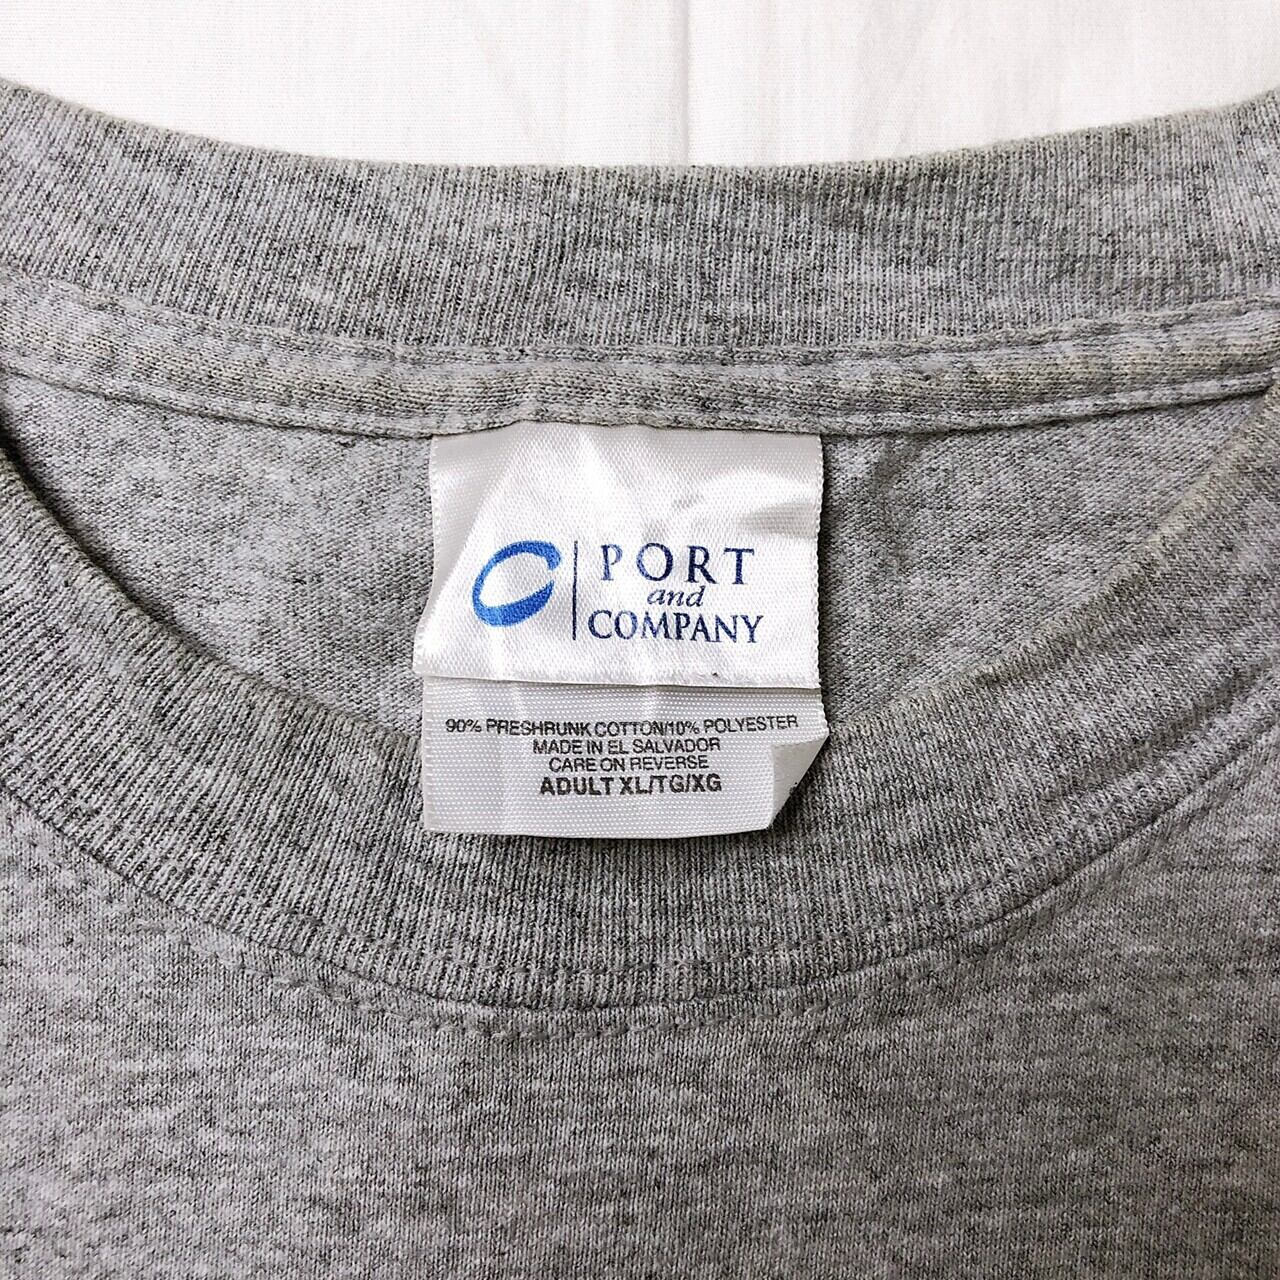 PORT
and
COMPANY
90% PRESHRUNK COTTON/10% POLYESTER
MADE IN EL SALVADOR
CARE ON REVERSE
ADULT XL/TG/XG